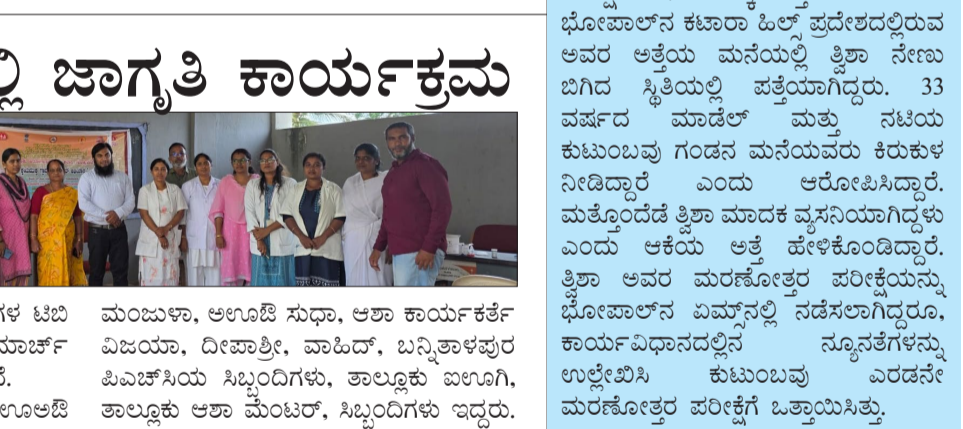 ಲ್ಲಿ ಜಾಗೃತಿ ಕಾರ್ಯಕ್ರಮ
ಗಳ ಟಿಬಿ
ಮಾರ್ಚ್
ಊಅಔ
ಮಂಜುಳಾ, ಅಊಔ ಸುಧಾ, ಆಶಾ ಕಾರ್ಯಕರ್ತೆ
ವಿಜಯಾ, ದೀಪಾಶ್ರೀ, ವಾಹಿದ್, ಬನ್ನಿತಾಳಪುರ
ಪಿಎಚ್‌ಸಿಯ ಸಿಬ್ಬಂದಿಗಳು, ತಾಲ್ಲೂಕು ಐಊಗಿ,
ತಾಲ್ಲೂಕು ಆಶಾ ಮೆಂಟರ್, ಸಿಬ್ಬಂದಿಗಳು ಇದ್ದರು.
ಭೋಪಾಲ್‌ನ ಕಟಾರಾ ಹಿಲ್ಸ್ ಪ್ರದೇಶದಲ್ಲಿರುವ
ಅವರ ಅತ್ತೆಯ ಮನೆಯಲ್ಲಿ ತ್ವಿಶಾ ನೇಣು
ಬಿಗಿದ ಸ್ಥಿತಿಯಲ್ಲಿ ಪತ್ತೆಯಾಗಿದ್ದರು. 33
ವರ್ಷದ ಮಾಡೆಲ್ ಮತ್ತು ನಟಿಯ
ಕುಟುಂಬವು ಗಂಡನ ಮನೆಯವರು ಕಿರುಕುಳ
ನೀಡಿದ್ದಾರೆ ಎಂದು ಆರೋಪಿಸಿದ್ದಾರೆ.
ಮತ್ತೊಂದೆಡೆ ತ್ವಿಶಾ ಮಾದಕ ವ್ಯಸನಿಯಾಗಿದ್ದಳು
ಎಂದು ಆಕೆಯ ಅತ್ತೆ ಹೇಳಿಕೊಂಡಿದ್ದಾರೆ.
ತ್ವಿಶಾ ಅವರ ಮರಣೋತ್ತರ ಪರೀಕ್ಷೆಯನ್ನು
ಭೋಪಾಲ್‌ನ ಏಮ್ಸ್‌ನಲ್ಲಿ ನಡೆಸಲಾಗಿದ್ದರೂ,
ಕಾರ್ಯವಿಧಾನದಲ್ಲಿನ ನ್ಯೂನತೆಗಳನ್ನು
ಉಲ್ಲೇಖಿಸಿ ಕುಟುಂಬವು ಎರಡನೇ
ಮರಣೋತ್ತರ ಪರೀಕ್ಷೆಗೆ ಒತ್ತಾಯಿಸಿತ್ತು.